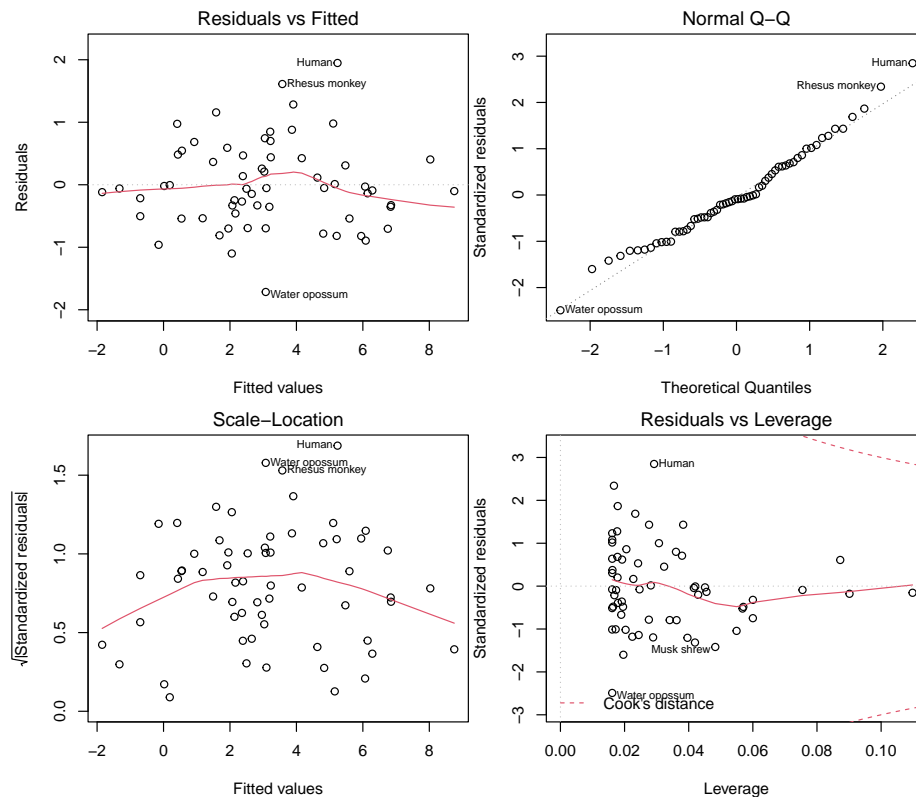 Residuals vs Fitted
Residuals
2
1
0
−1
−2
Human
Rhesus monkey
Water opossum
−2 0 2 4 6 8
Fitted values
Normal Q−Q
Standardized residuals
3
2
1
0
−1
−2
Human
Rhesus monkey
Water opossum
−2 −1 0 1 2
Theoretical Quantiles
Scale−Location
√|Standardized residuals|
1.5
1.0
0.5
0.0
Human
Water opossum
Rhesus monkey
−2 0 2 4 6 8
Fitted values
Residuals vs Leverage
Standardized residuals
3
2
1
0
−1
−2
−3
Human
Musk shrew
Water opossum
Cook's distance
0.00 0.02 0.04 0.06 0.08 0.10
Leverage